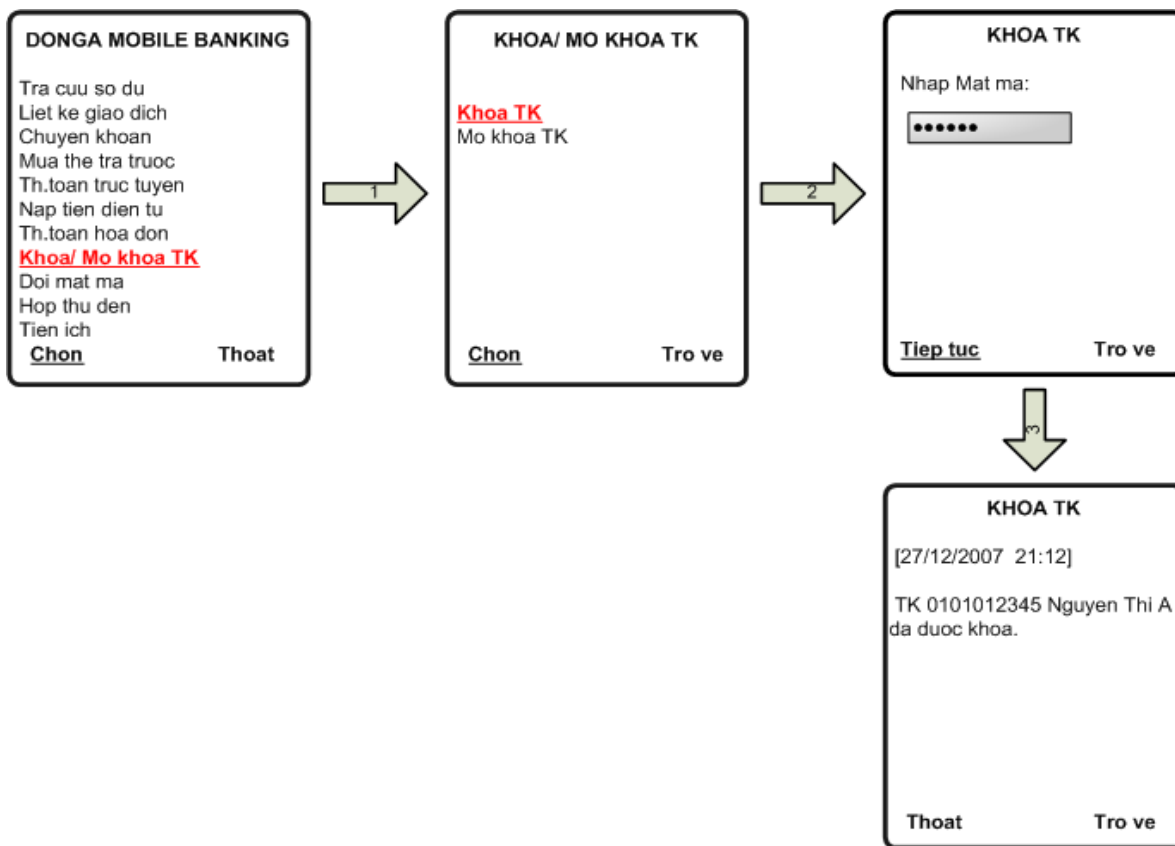 DONGA MOBILE BANKING
Tra cuu so du
Liet ke giao dich
Chuyen khoan
Mua the tra truoc
Th.toan truc tuyen
Nap tien dien tu
Th.toan hoa don
Khoa/ Mo khoa TK
Doi mat ma
Hop thu den
Tien ich
Chon Thoat
1
KHOA/ MO KHOA TK
Khoa TK
Mo khoa TK
Chon Tro ve
2
KHOA TK
Nhap Mat ma:
••••••
Tiep tuc Tro ve
3
KHOA TK
[27/12/2007 21:12]
TK 0101012345 Nguyen Thi A
da duoc khoa.
Thoat Tro ve